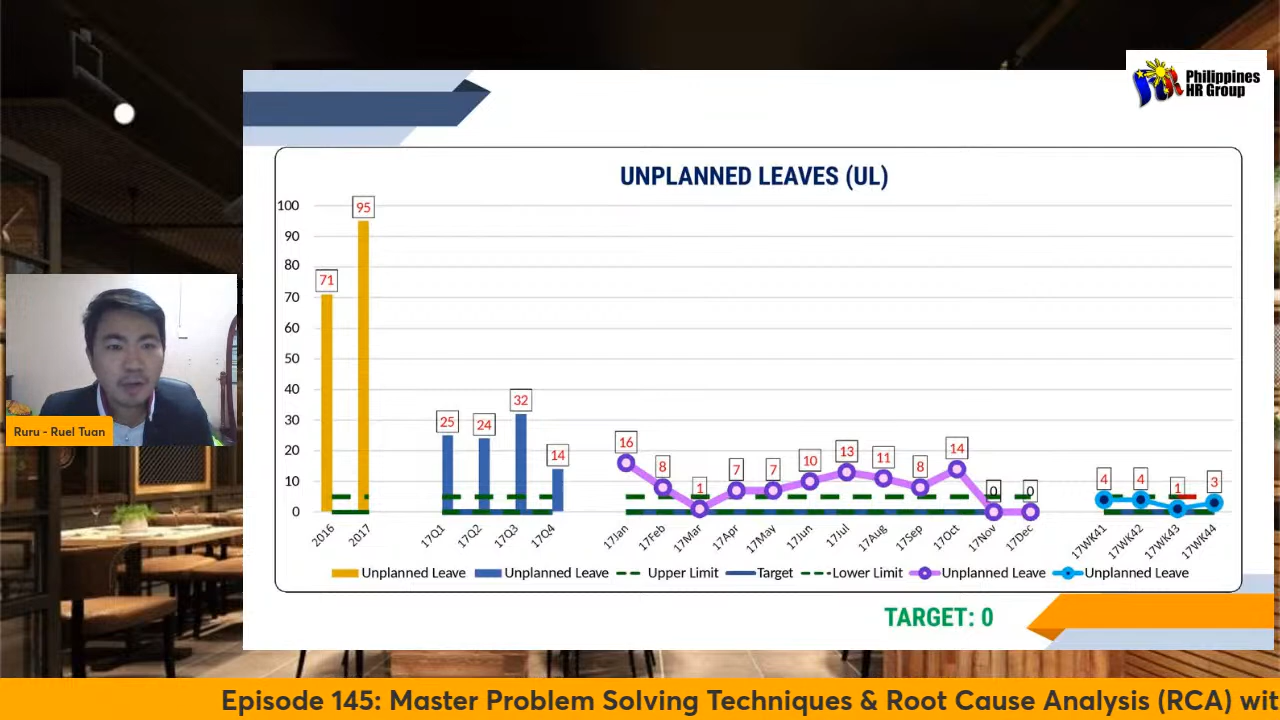 Philippines
HR Group
UNPLANNED LEAVES (UL)
100
90
80
70
60
50
40
30
20
10
0
71
95
25
24
32
14
16
8
1
7
7
10
13
11
8
14
0
0
4
4
1
3
2016
2017
17Q1
17Q2
17Q3
17Q4
17Jan
17Feb
17Mar
17Apr
17May
17Jun
17Jul
17Aug
17Sep
17Oct
17Nov
17Dec
17WK41
17WK42
17WK43
17WK44
Unplanned Leave Unplanned Leave Upper Limit Target Lower Limit Unplanned Leave Unplanned Leave
TARGET: 0
Ruru - Ruel Tuan
Episode 145: Master Problem Solving Techniques & Root Cause Analysis (RCA) wit